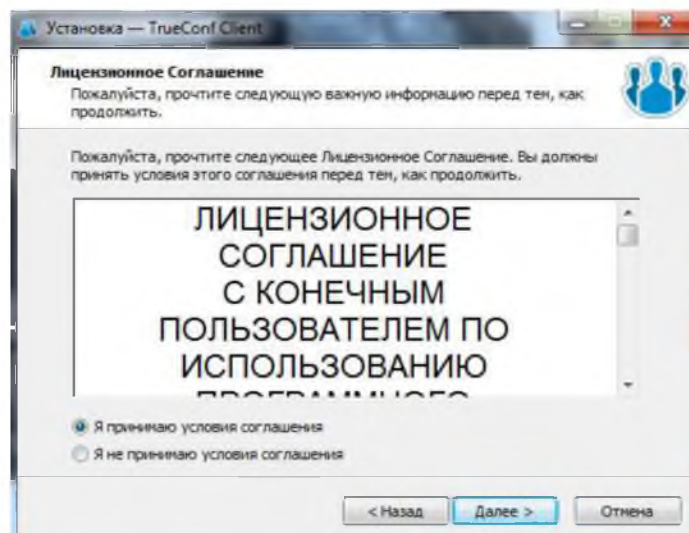 Установка — TrueConf Client
Лицензионное Соглашение
Пожалуйста, прочтите следующую важную информацию перед тем, как
продолжить.
Пожалуйста, прочтите следующее Лицензионное Соглашение. Вы должны
принять условия этого соглашения перед тем, как продолжить.
ЛИЦЕНЗИОННОЕ
СОГЛАШЕНИЕ
С КОНЕЧНЫМ
ПОЛЬЗОВАТЕЛЕМ ПО
ИСПОЛЬЗОВАНИЮ
ПРОГРАММНОГО
Я принимаю условия соглашения
Я не принимаю условия соглашения
< Назад
Далее >
Отмена